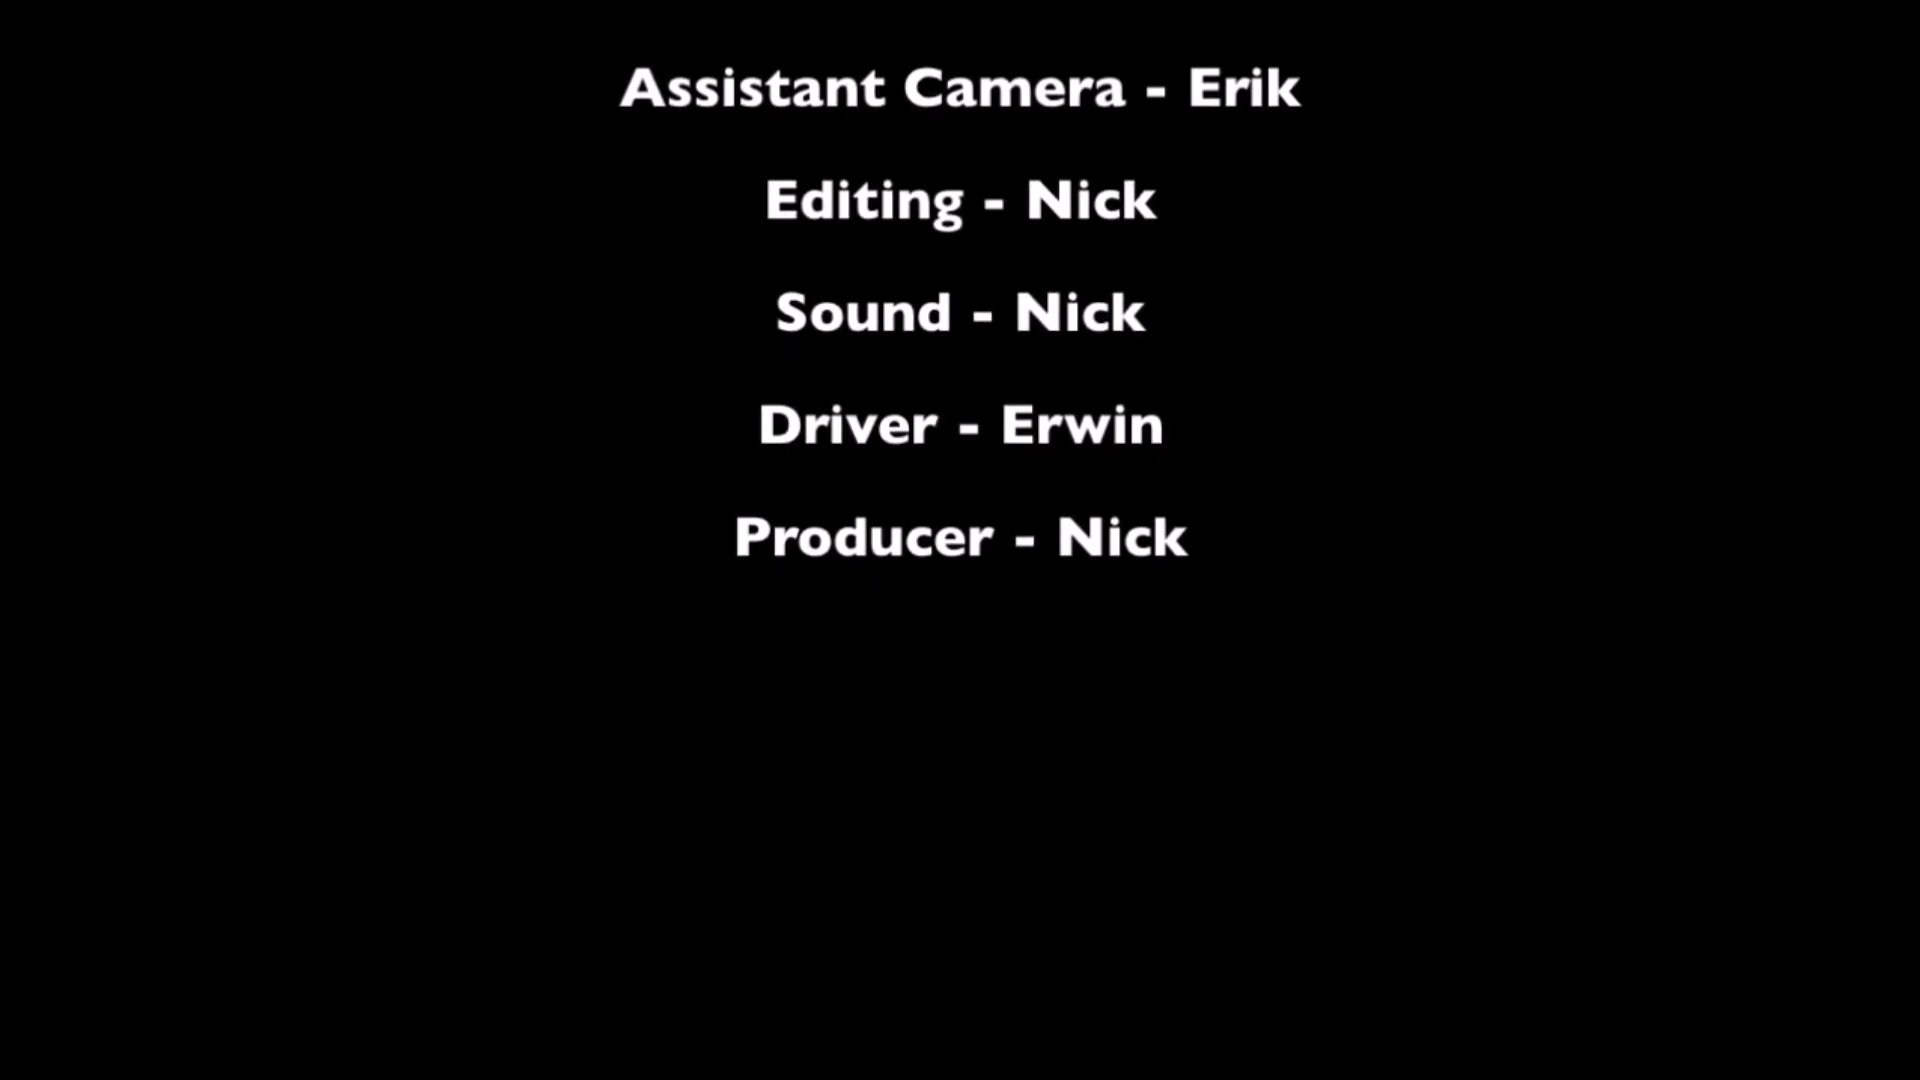 Assistant Camera - Erik
Editing - Nick
Sound - Nick
Driver - Erwin
Producer - Nick